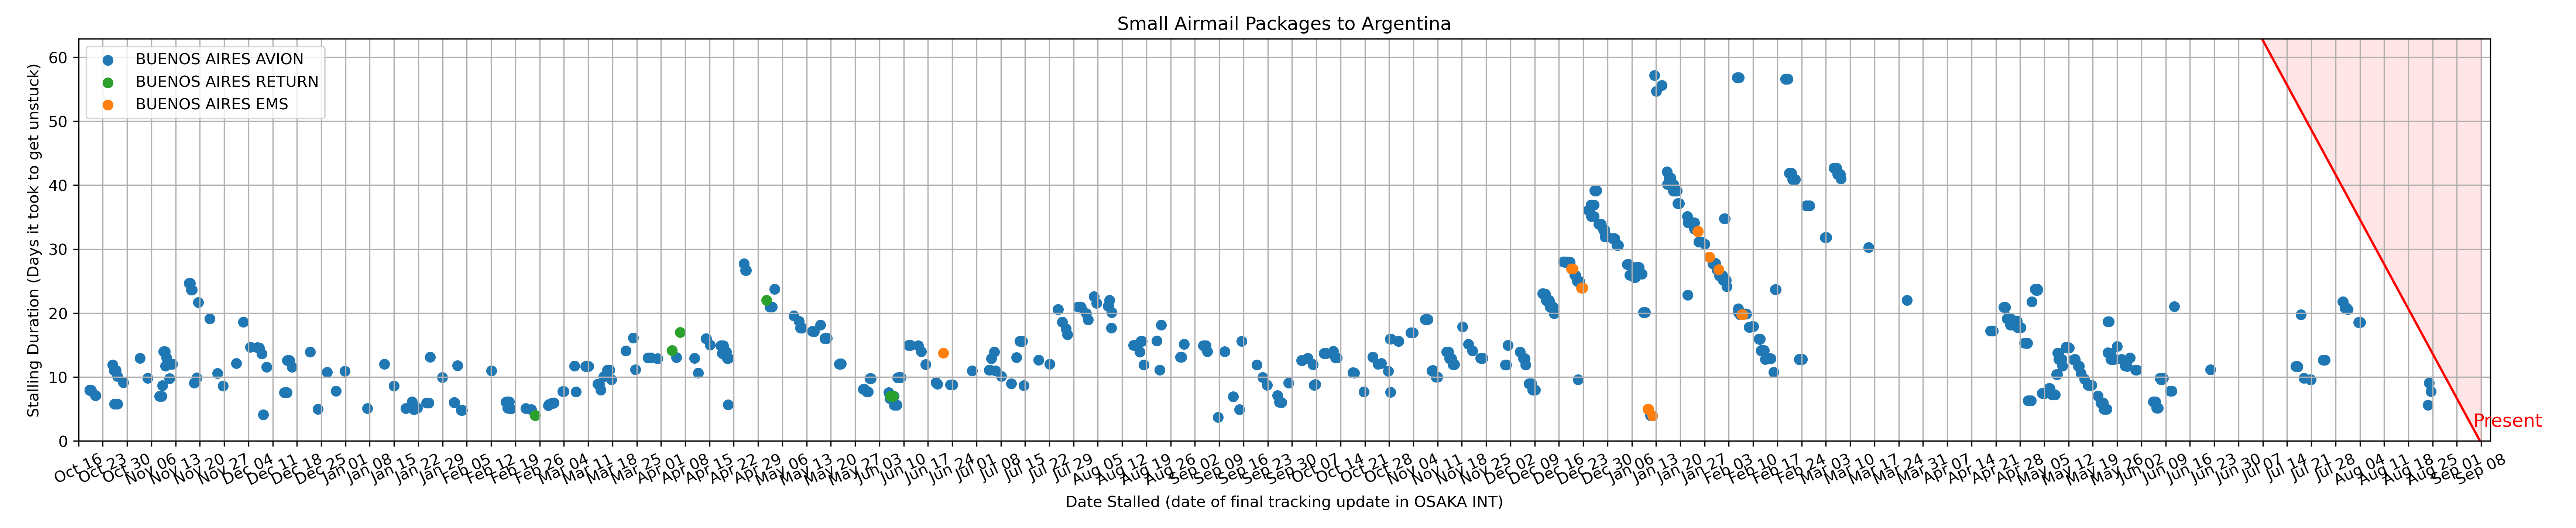 Small Airmail Packages to Argentina
BUENOS AIRES AVION
BUENOS AIRES RETURN
BUENOS AIRES EMS
Stalling Duration (Days it took to get unstuck)
60
50
40
30
20
10
0
Present
Oct 16 Oct 23 Oct 30 Nov 06 Nov 13 Nov 20 Nov 27 Dec 04 Dec 11 Dec 18 Dec 25 Jan 01 Jan 08 Jan 15 Jan 22 Jan 29 Feb 05 Feb 12 Feb 19 Feb 26 Mar 04 Mar 11 Mar 18 Mar 25 Apr 01 Apr 08 Apr 15 Apr 22 Apr 29 May 06 May 13 May 20 May 27 Jun 03 Jun 10 Jun 17 Jun 24 Jul 01 Jul 08 Jul 15 Jul 22 Jul 29 Aug 05 Aug 12 Aug 19 Aug 26 Sep 02 Sep 09 Sep 16 Sep 23 Sep 30 Oct 07 Oct 14 Oct 21 Oct 28 Nov 04 Nov 11 Nov 18 Nov 25 Dec 02 Dec 09 Dec 16 Dec 23 Dec 30 Jan 06 Jan 13 Jan 20 Jan 27 Feb 03 Feb 10 Feb 17 Feb 24 Mar 03 Mar 10 Mar 17 Mar 24 Mar 31 Apr 07 Apr 14 Apr 21 Apr 28 May 05 May 12 May 19 May 26 Jun 02 Jun 09 Jun 16 Jun 23 Jun 30 Jul 07 Jul 14 Jul 21 Jul 28 Aug 04 Aug 11 Aug 18 Aug 25 Sep 01 Sep 08
Date Stalled (date of final tracking update in OSAKA INT)